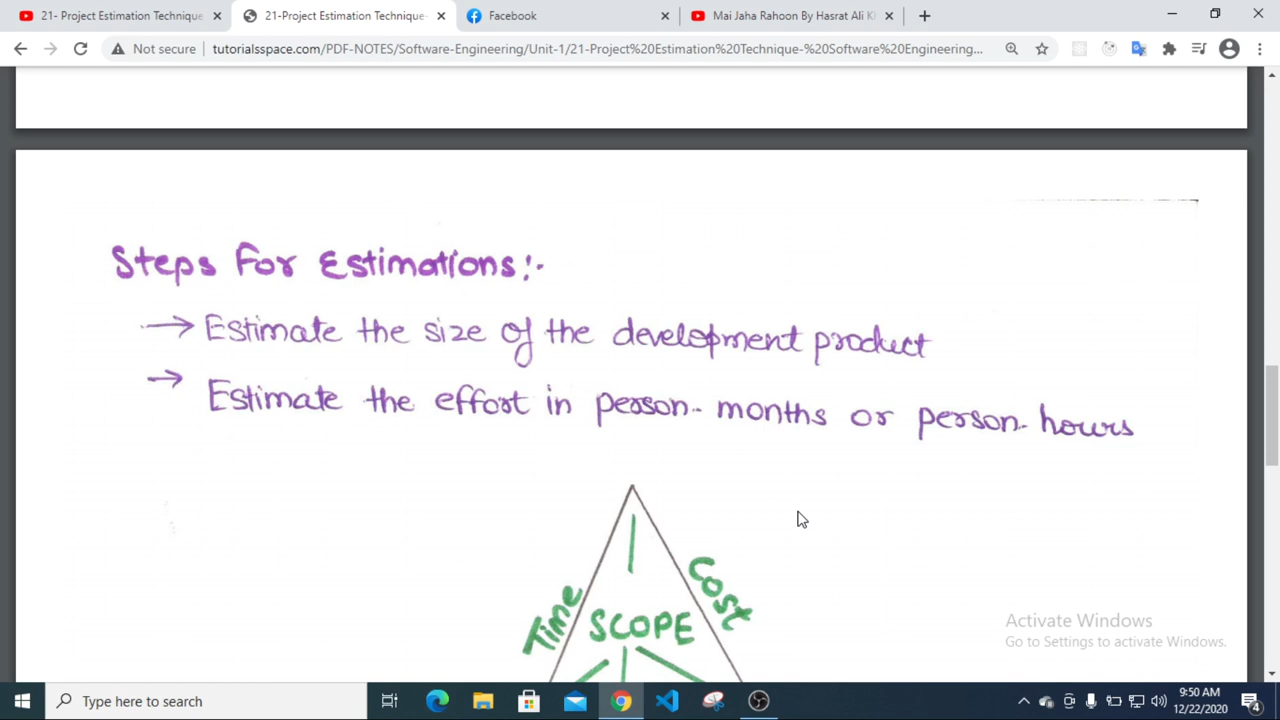 21- Project Estimation Technique
21-Project Estimation Technique-
Facebook
Mai Jaha Rahoon By Hasrat Ali K
Not secure
tutorialsspace.com/PDF-NOTES/Software-Engineering/Unit-1/21-Project%20Estimation%20Technique-%20Software%20Engineering...
Steps For Estimations:-
→ Estimate the size of the development product
→ Estimate the effort in person-months or person-hours
Time
Cost
SCOPE
Activate Windows
Go to Settings to activate Windows.
Type here to search
9:50 AM
12/22/2020
4